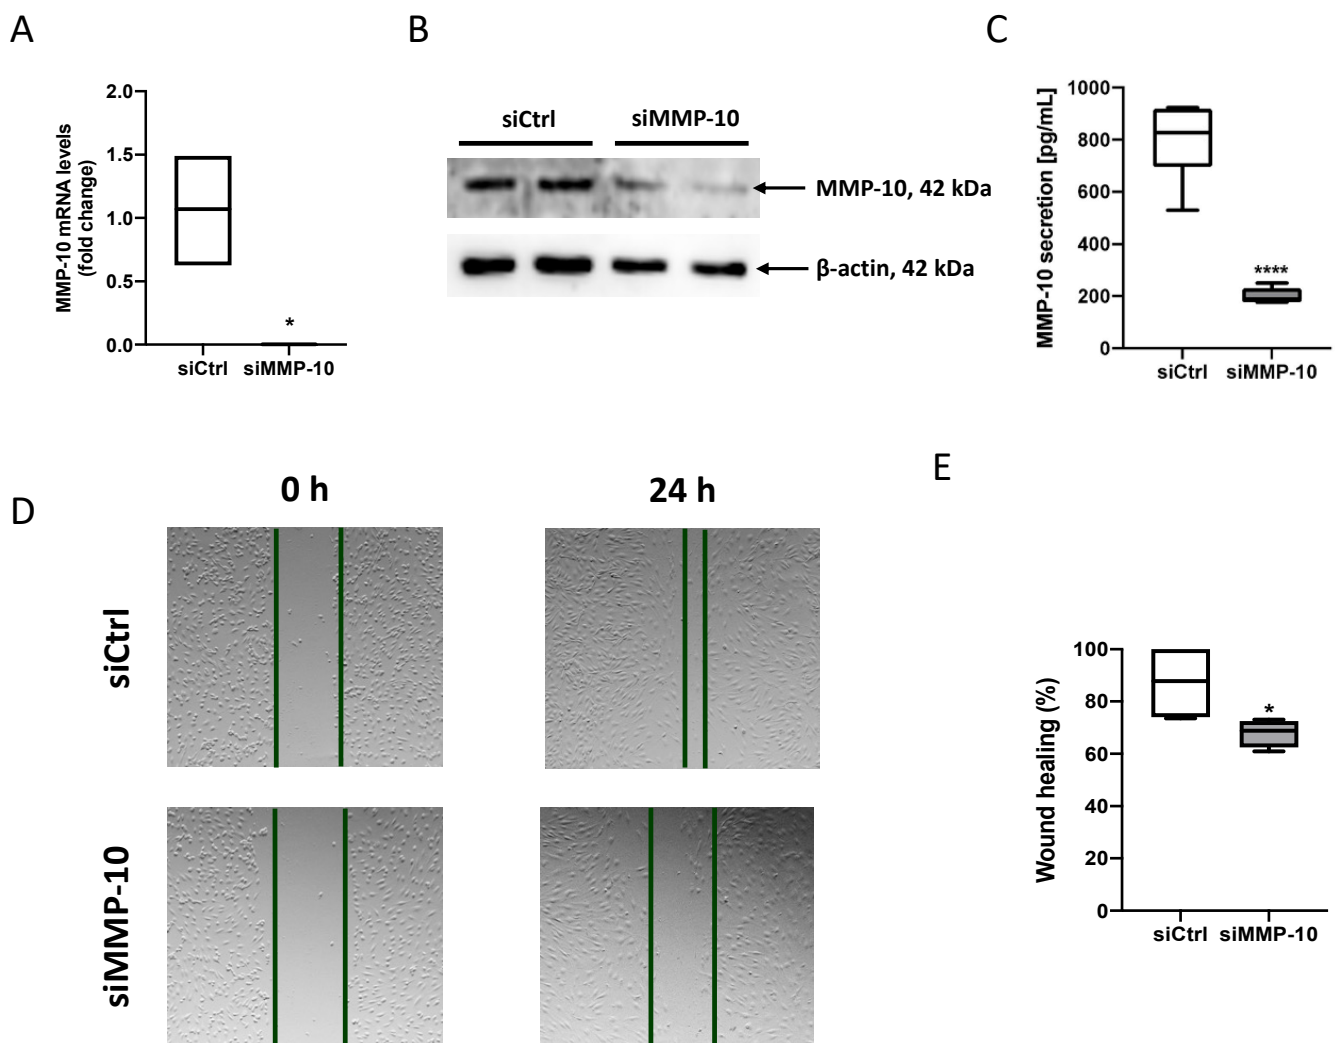 A
B
C
MMP-10 mRNA levels
(fold change)
2.0
1.5
1.0
0.5
0.0
*
siCtrl siMMP-10
siCtrl siMMP-10
MMP-10, 42 kDa
β-actin, 42 kDa
MMP-10 secretion [pg/mL]
1000
800
600
400
200
0
****
siCtrl siMMP-10
D
0 h 24 h
siCtrl
siMMP-10
E
Wound healing (%)
100
80
60
40
20
0
*
siCtrl siMMP-10